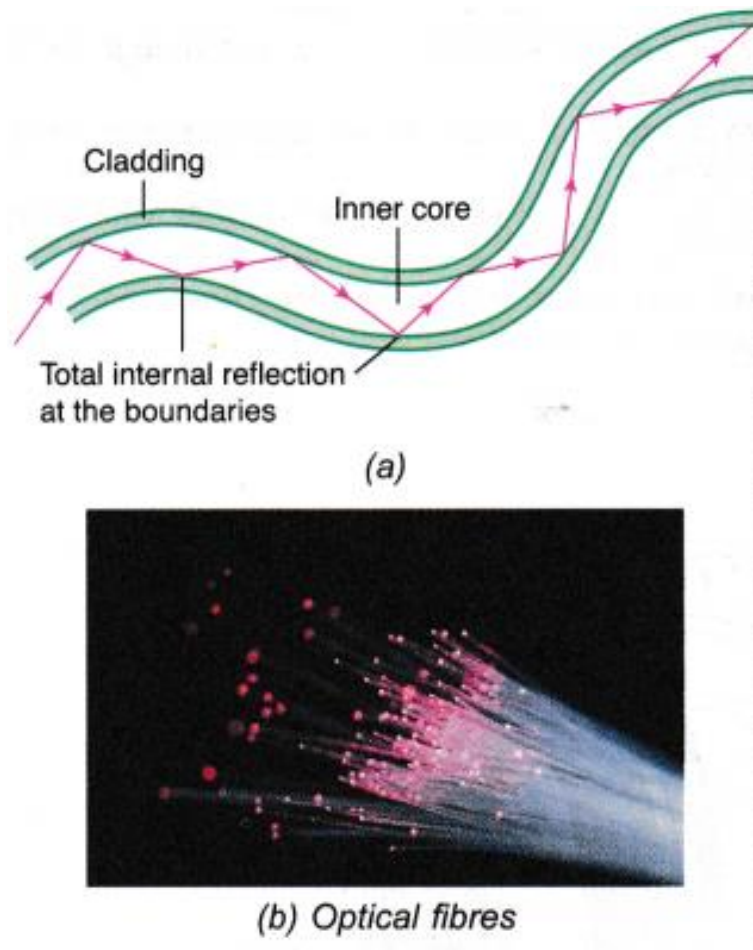 Cladding
Inner core
Total internal reflection
at the boundaries
(a)
(b) Optical fibres